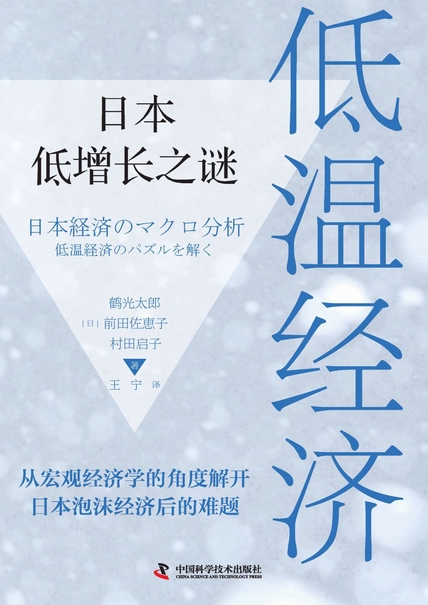 低温经济
日本
低增长之谜
日本経済のマクロ分析
低温経済のパズルを解く
鹤光太郎
[日] 前田佐恵子
村田启子
著
王宁 译
从宏观经济学的角度解开
日本泡沫经济后的难题
中国科学技术出版社
CHINA SCIENCE AND TECHNOLOGY PRESS